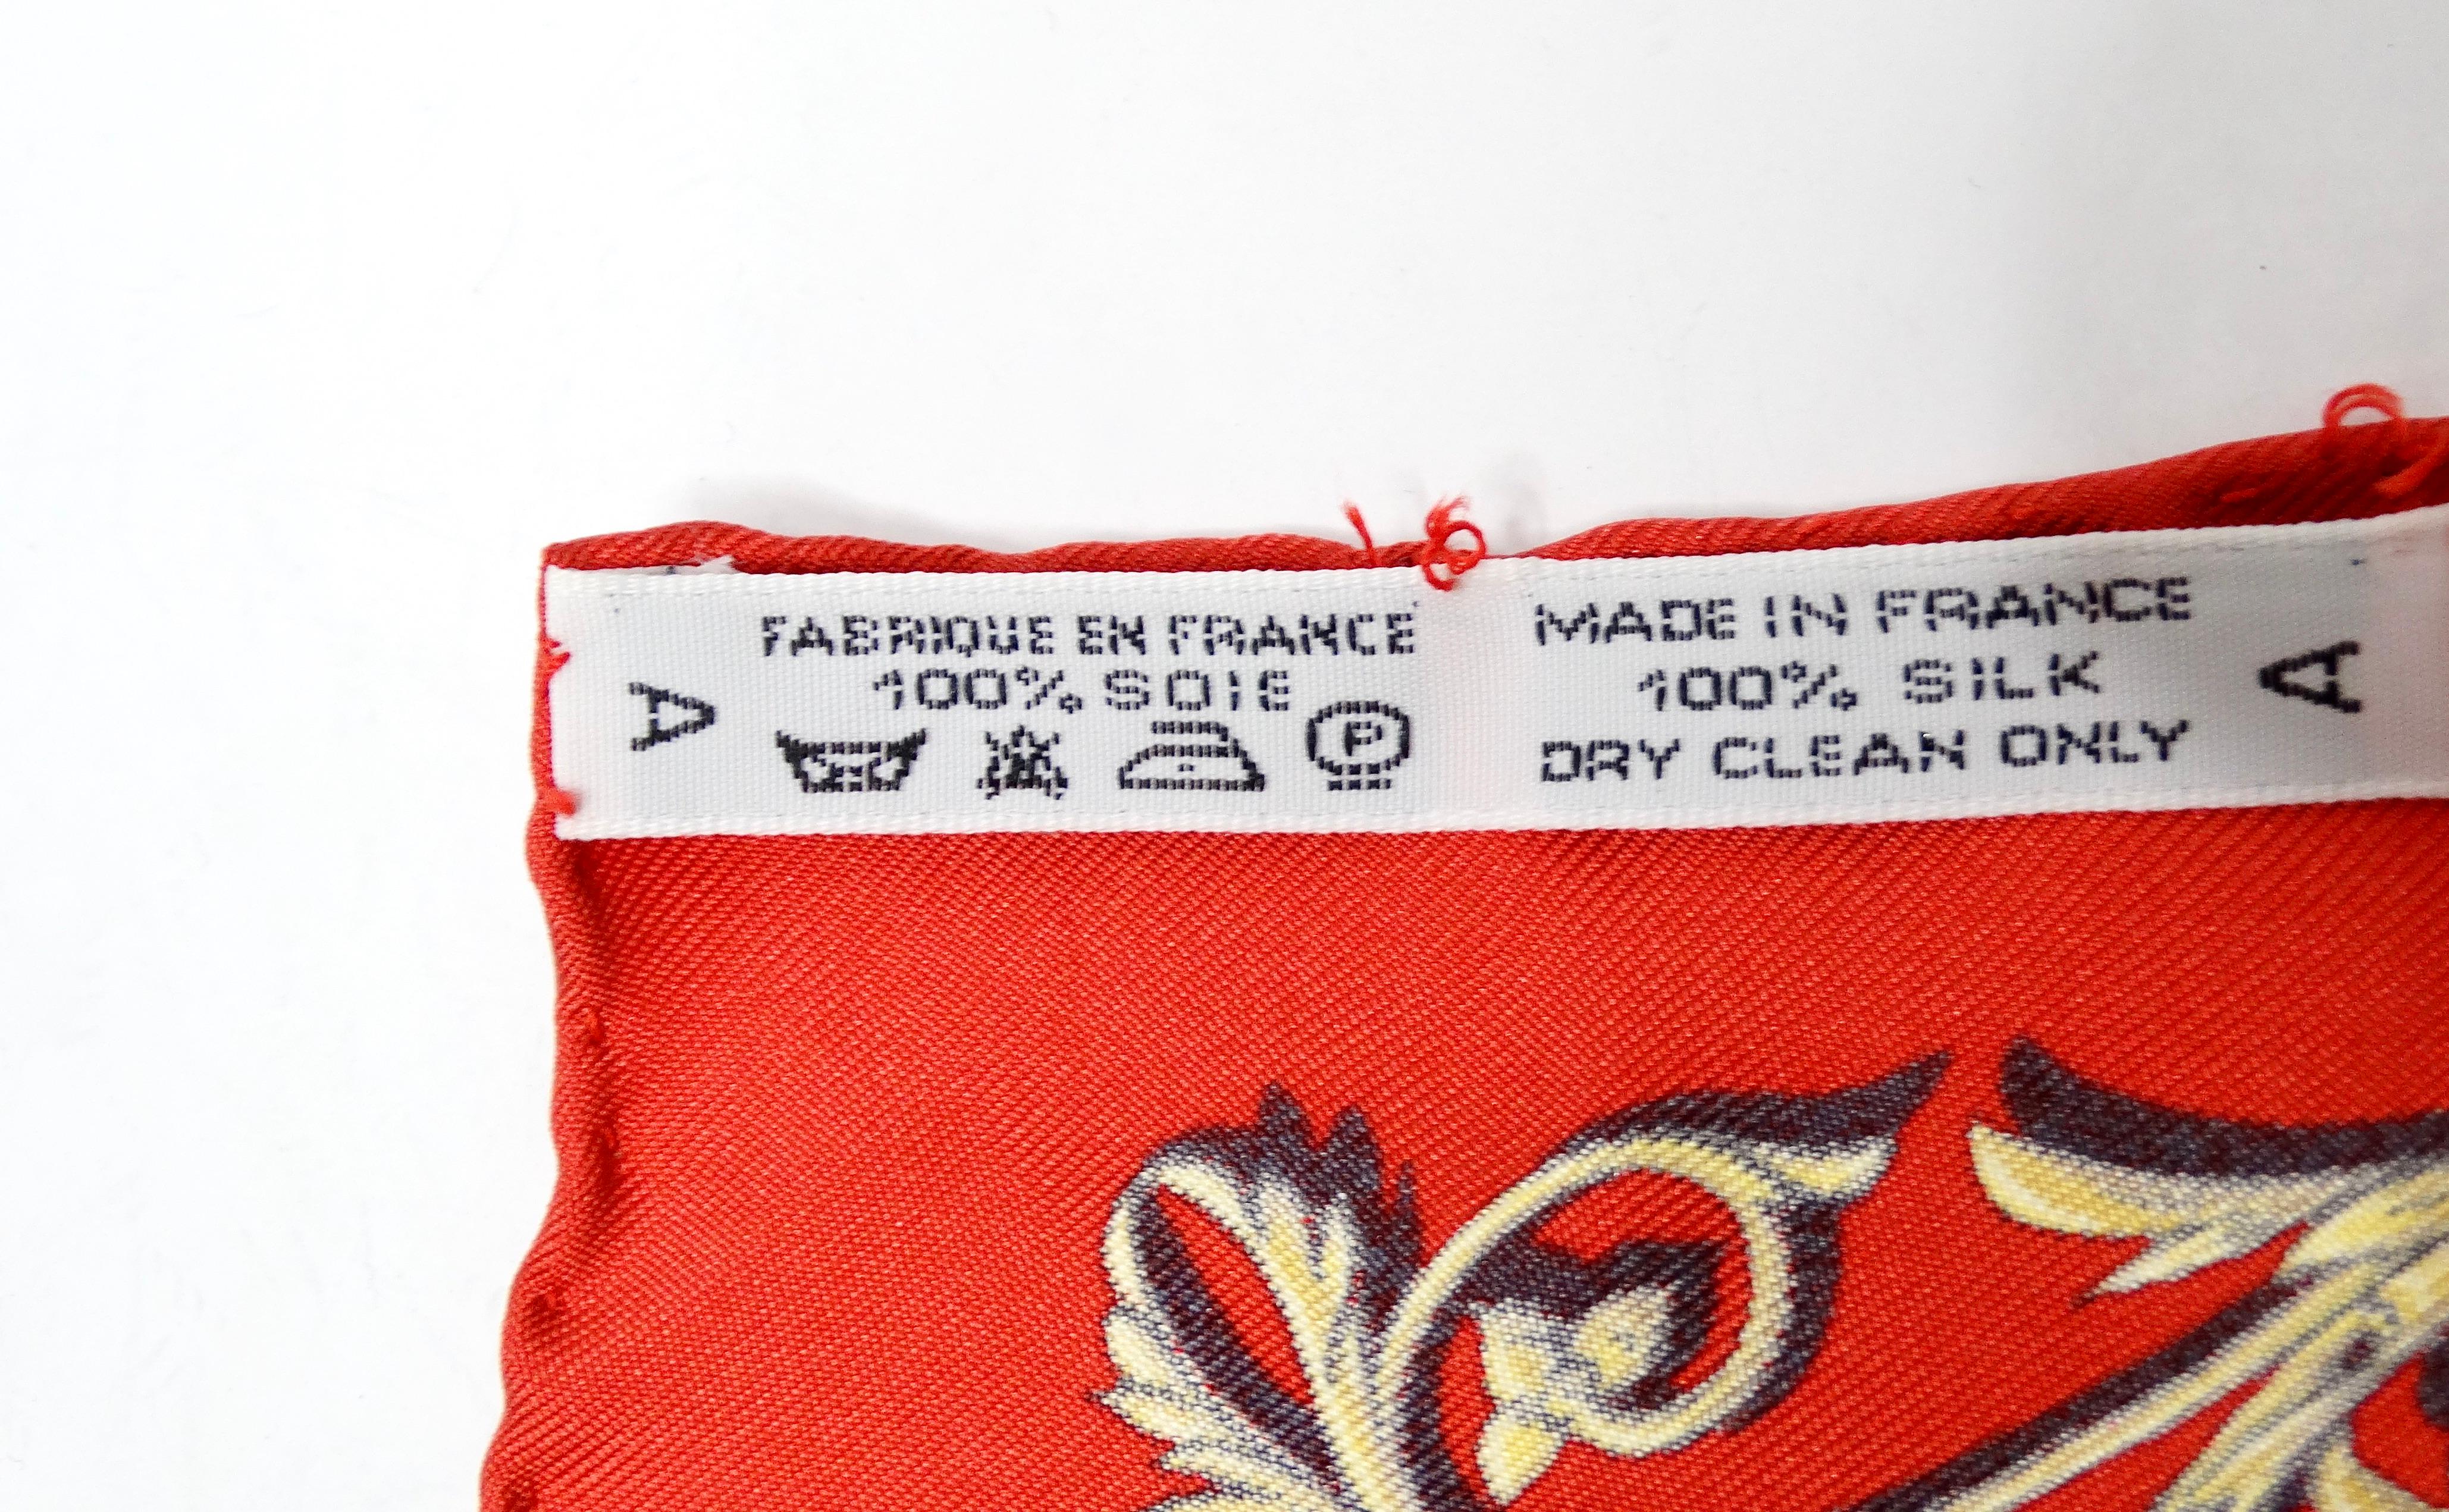 A
FABRIQUE EN FRANCE
100% SOIE
P
MADE IN FRANCE
100% SILK
DRY CLEAN ONLY
A